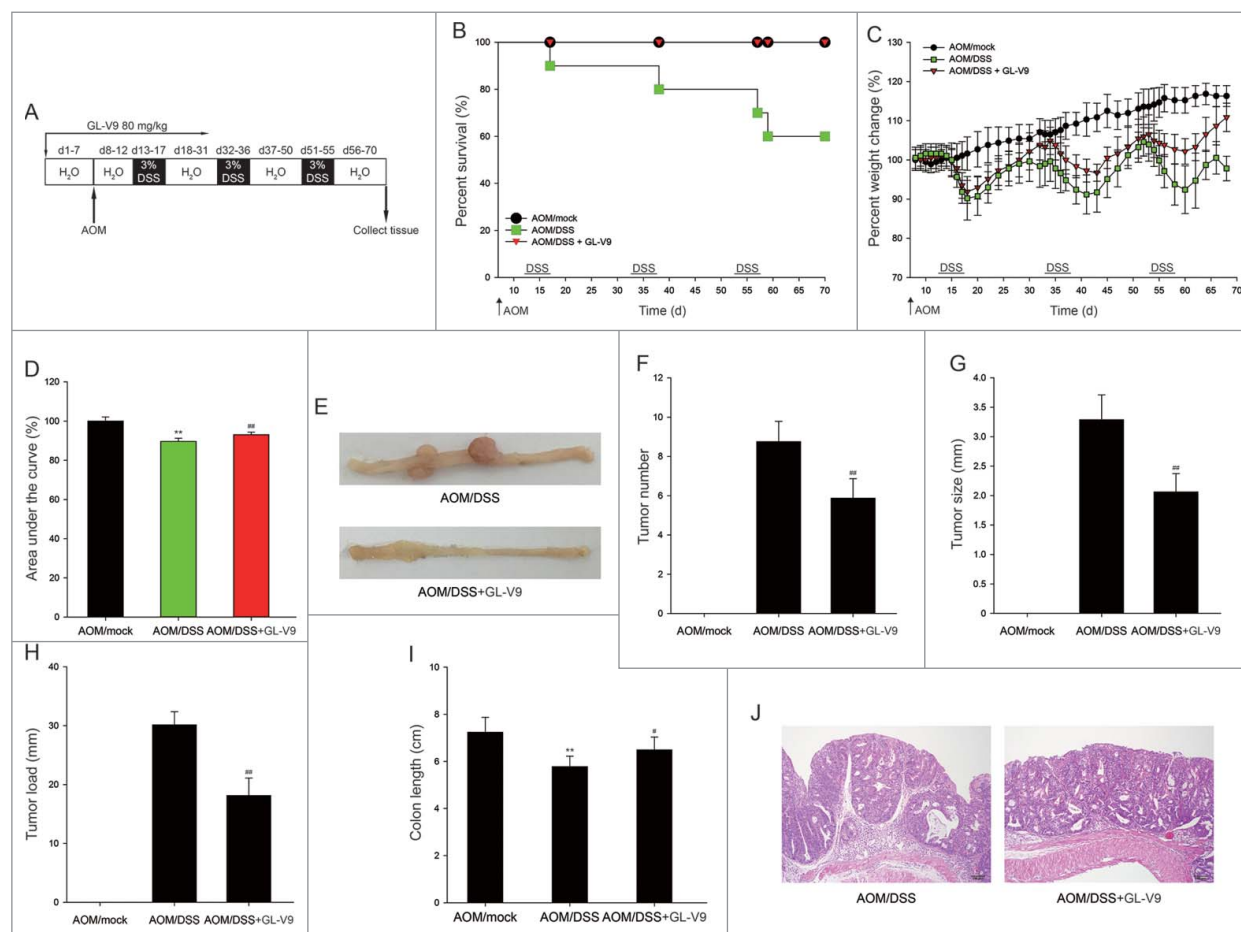 A
GL-V9 80 mg/kg
d1-7 d8-12 d13-17 d18-31 d32-36 d37-50 d51-55 d56-70
H₂O H₂O 3% DSS H₂O 3% DSS H₂O 3% DSS H₂O
AOM
Collect tissue
B
Percent survival (%)
100
80
60
40
20
0
AOM/mock
AOM/DSS
AOM/DSS + GL-V9
DSS DSS DSS
10 15 20 25 30 35 40 45 50 55 60 65 70
AOM
Time (d)
C
Percent weight change (%)
130
120
110
100
90
80
70
AOM/mock
AOM/DSS
AOM/DSS + GL-V9
DSS DSS DSS
10 15 20 25 30 35 40 45 50 55 60 65 70
AOM
Time (d)
D
Area under the curve (%)
120
100
80
60
40
20
0
** ##
AOM/mock AOM/DSS AOM/DSS+GL-V9
E
AOM/DSS
AOM/DSS+GL-V9
F
Tumor number
12
10
8
6
4
2
0
##
AOM/mock AOM/DSS AOM/DSS+GL-V9
G
Tumor size (mm)
4.0
3.5
3.0
2.5
2.0
1.5
1.0
0.5
0.0
##
AOM/mock AOM/DSS AOM/DSS+GL-V9
H
Tumor load (mm)
40
30
20
10
0
##
AOM/mock AOM/DSS AOM/DSS+GL-V9
I
Colon length (cm)
10
8
6
4
2
0
** #
AOM/mock AOM/DSS AOM/DSS+GL-V9
J
AOM/DSS AOM/DSS+GL-V9